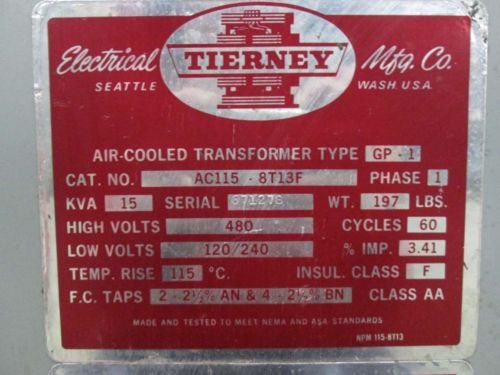 Electrical TIERNEY Mfg. Co.
SEATTLE WASH. U.S.A.
AIR-COOLED TRANSFORMER TYPE GP - 1
CAT. NO. AC115 - 8T13F PHASE 1
KVA 15 SERIAL WT. 197 LBS.
HIGH VOLTS 480 CYCLES 60
LOW VOLTS 120/240 % IMP. 3.41
TEMP. RISE 115 °C. INSUL. CLASS F
F.C. TAPS 2 - 2½% AN & 4 - 2½% BN CLASS AA
MADE AND TESTED TO MEET NEMA AND ASA STANDARDS
NPM 115-8T13